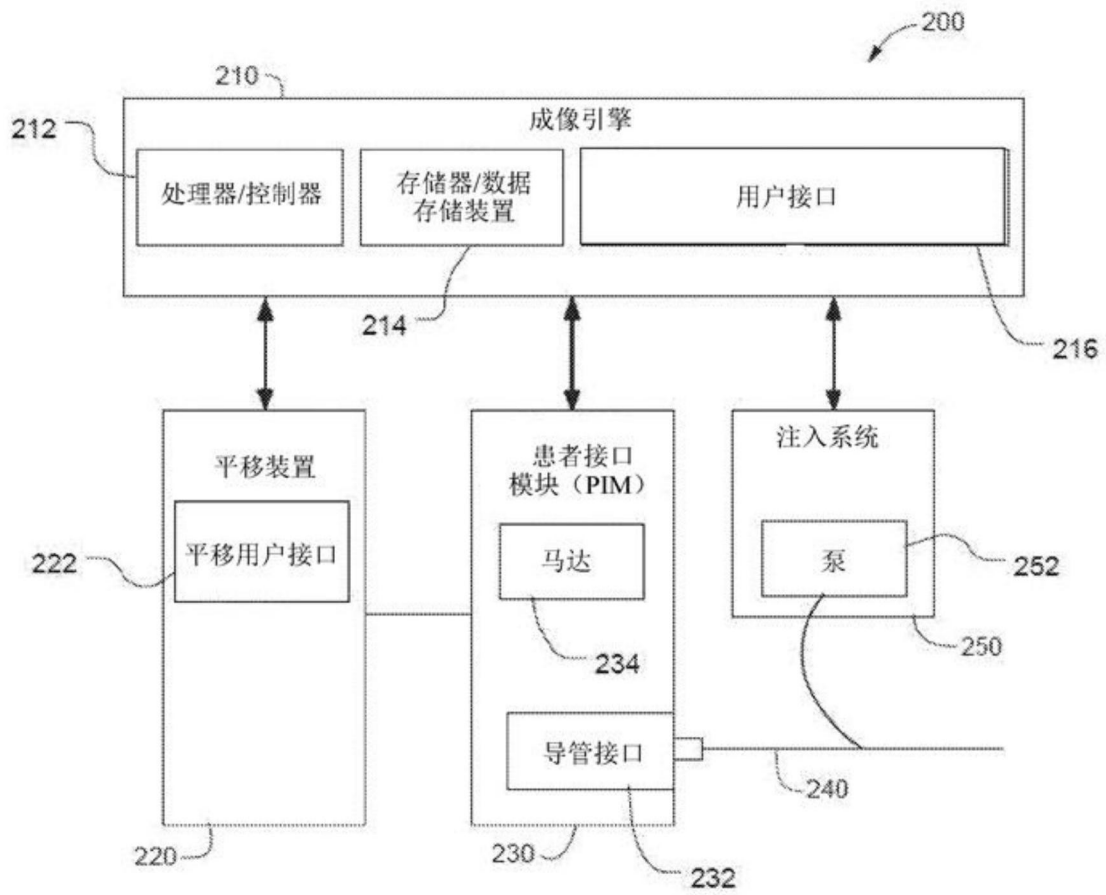 200
210
成像引擎
212
处理器/控制器
存储器/数据
存储装置
用户接口
214
216
平移装置
患者接口
模块（PIM）
注入系统
222
平移用户接口
马达
泵
252
234
250
导管接口
240
220
230
232